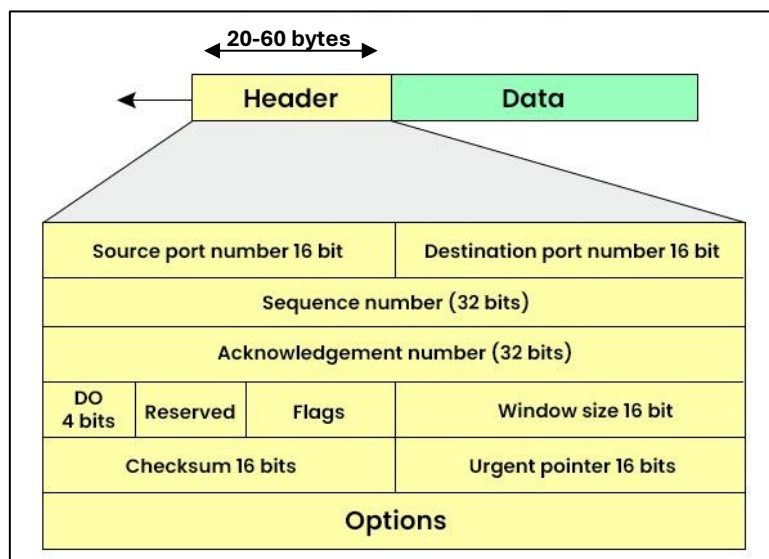 20-60 bytes
Header
Data
Source port number 16 bit
Destination port number 16 bit
Sequence number (32 bits)
Acknowledgement number (32 bits)
DO
4 bits
Reserved
Flags
Window size 16 bit
Checksum 16 bits
Urgent pointer 16 bits
Options